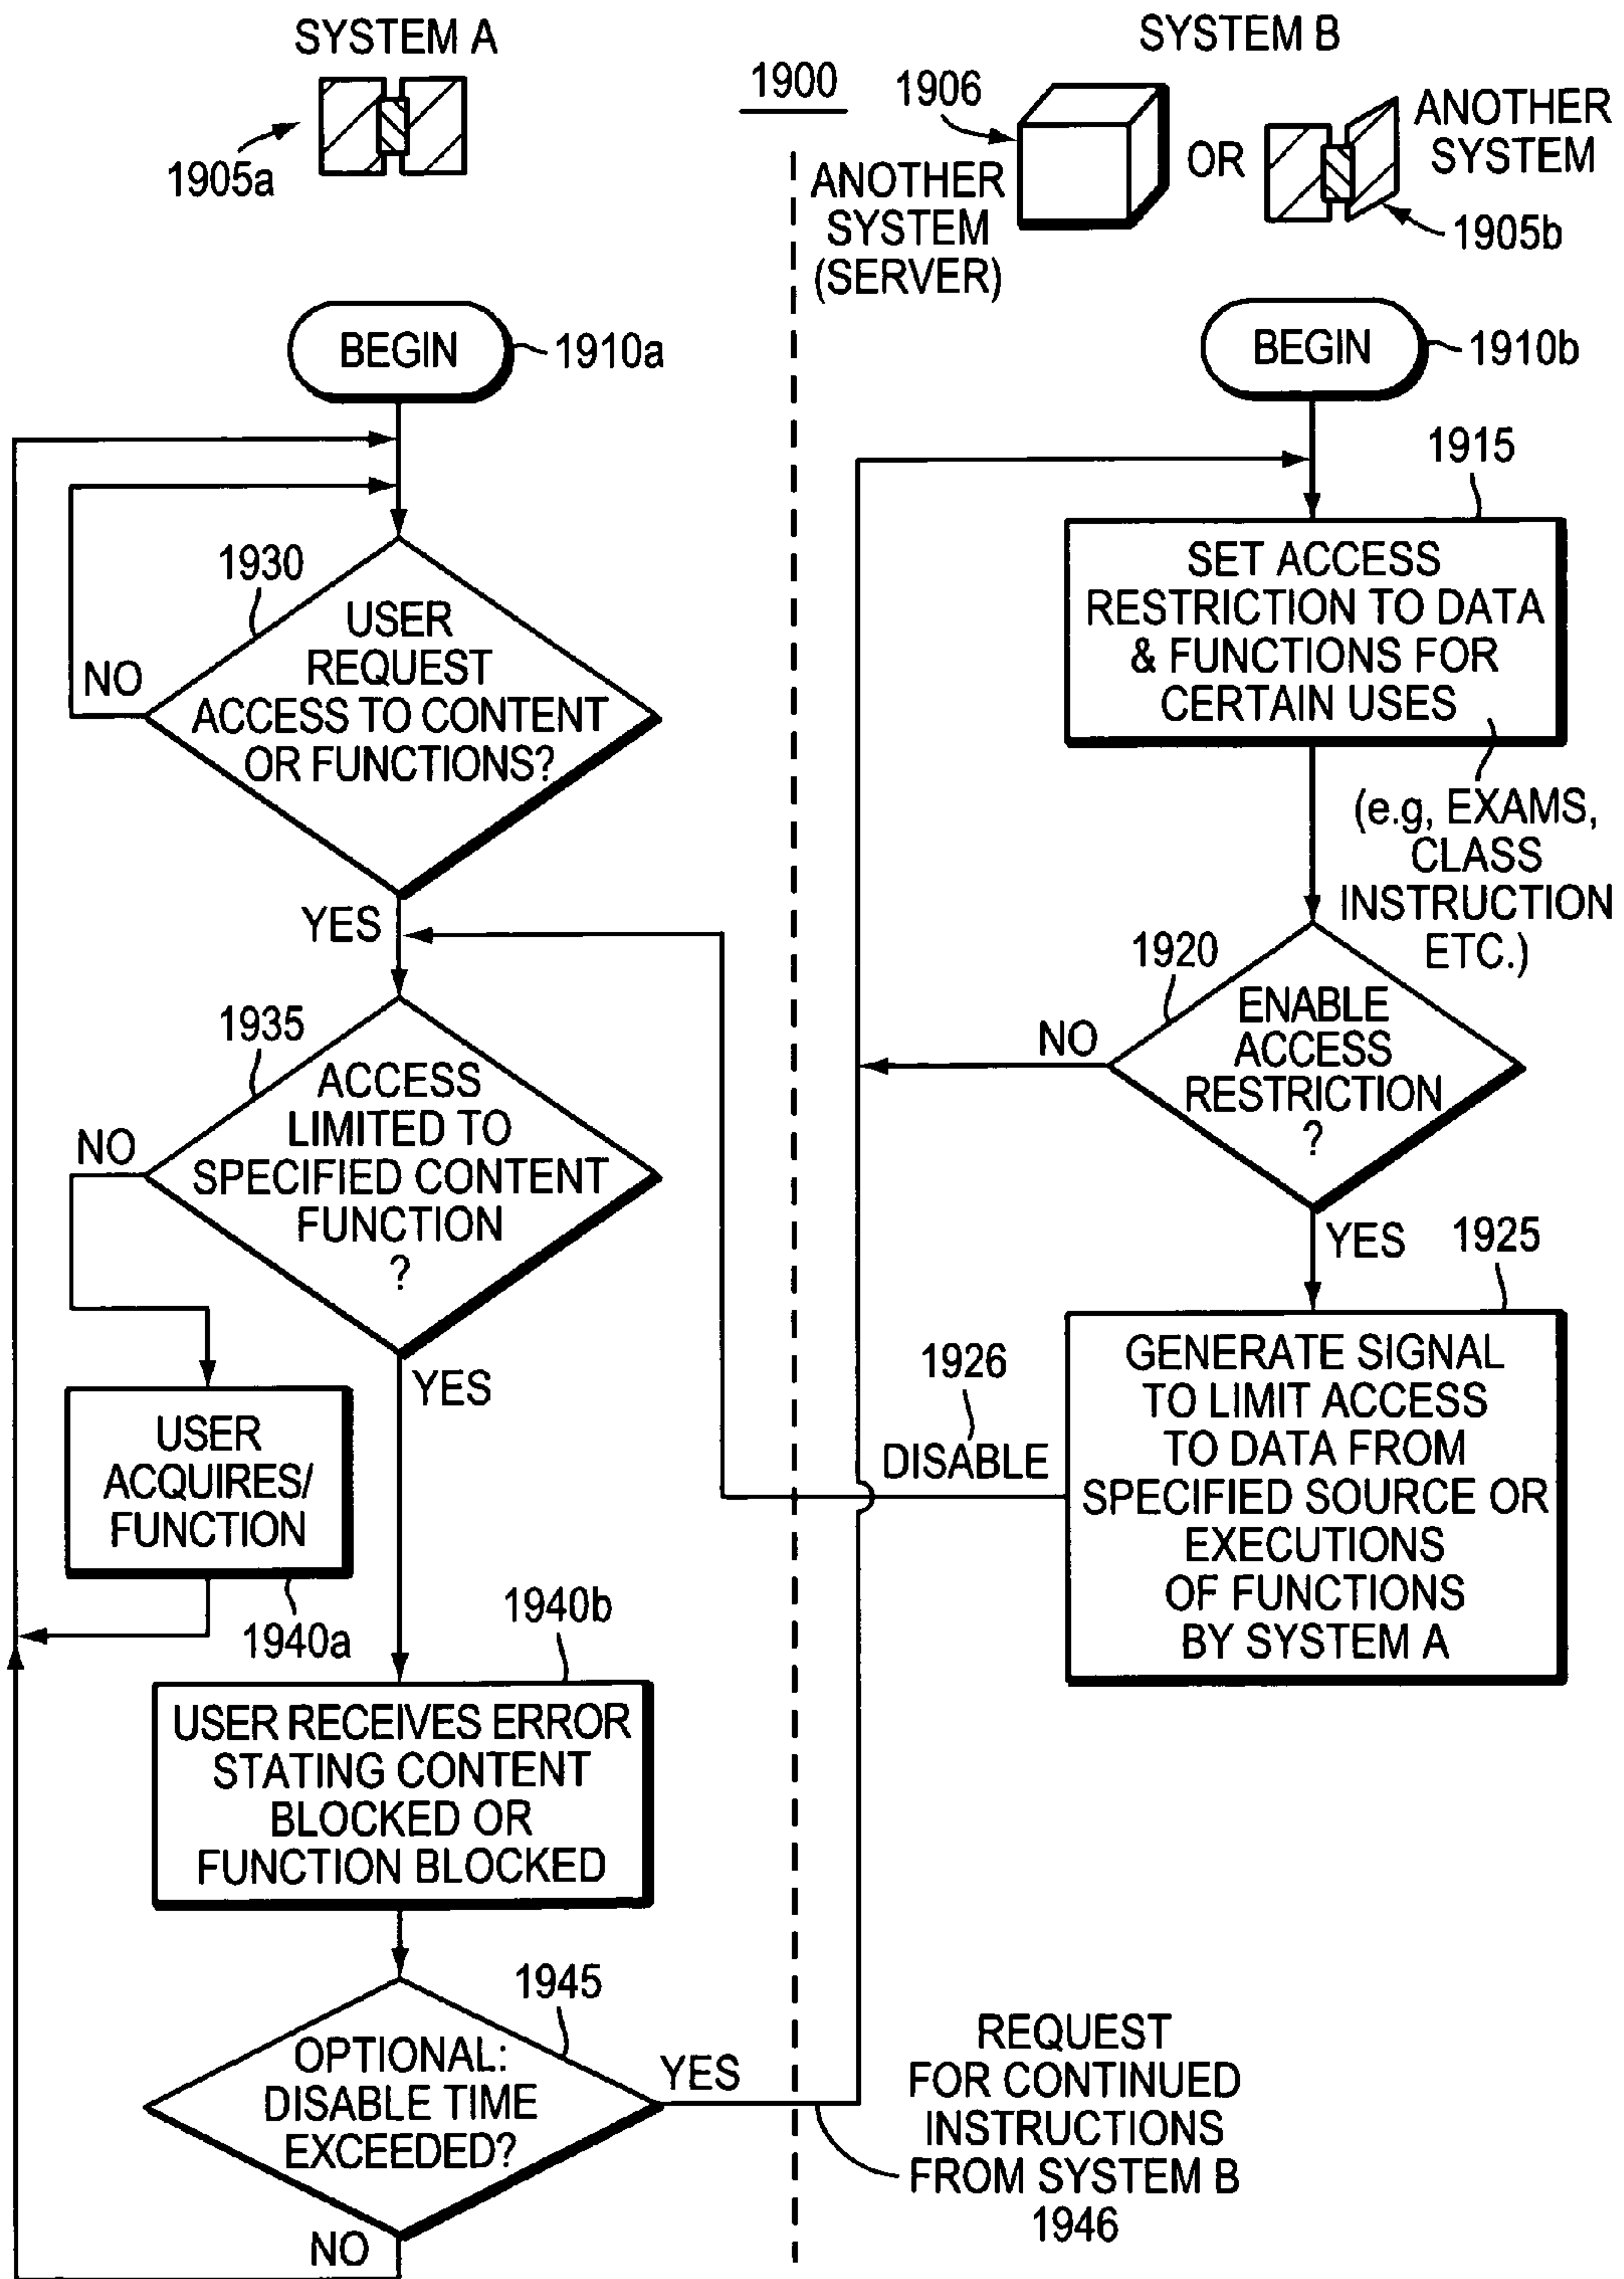 SYSTEM A
1905a
1900
SYSTEM B
1906
ANOTHER
SYSTEM
(SERVER)
OR
ANOTHER
SYSTEM
1905b
BEGIN
1910a
1930
USER
REQUEST
ACCESS TO CONTENT
OR FUNCTIONS?
NO
YES
1935
ACCESS
LIMITED TO
SPECIFIED CONTENT
FUNCTION
?
NO
YES
USER
ACQUIRES/
FUNCTION
1940a
1940b
USER RECEIVES ERROR
STATING CONTENT
BLOCKED OR
FUNCTION BLOCKED
1945
OPTIONAL:
DISABLE TIME
EXCEEDED?
YES
NO
BEGIN
1910b
1915
SET ACCESS
RESTRICTION TO DATA
& FUNCTIONS FOR
CERTAIN USES
(e.g, EXAMS,
CLASS
INSTRUCTION
ETC.)
1920
ENABLE
ACCESS
RESTRICTION
?
NO
YES
1925
GENERATE SIGNAL
TO LIMIT ACCESS
TO DATA FROM
SPECIFIED SOURCE OR
EXECUTIONS
OF FUNCTIONS
BY SYSTEM A
1926
DISABLE
REQUEST
FOR CONTINUED
INSTRUCTIONS
FROM SYSTEM B
1946